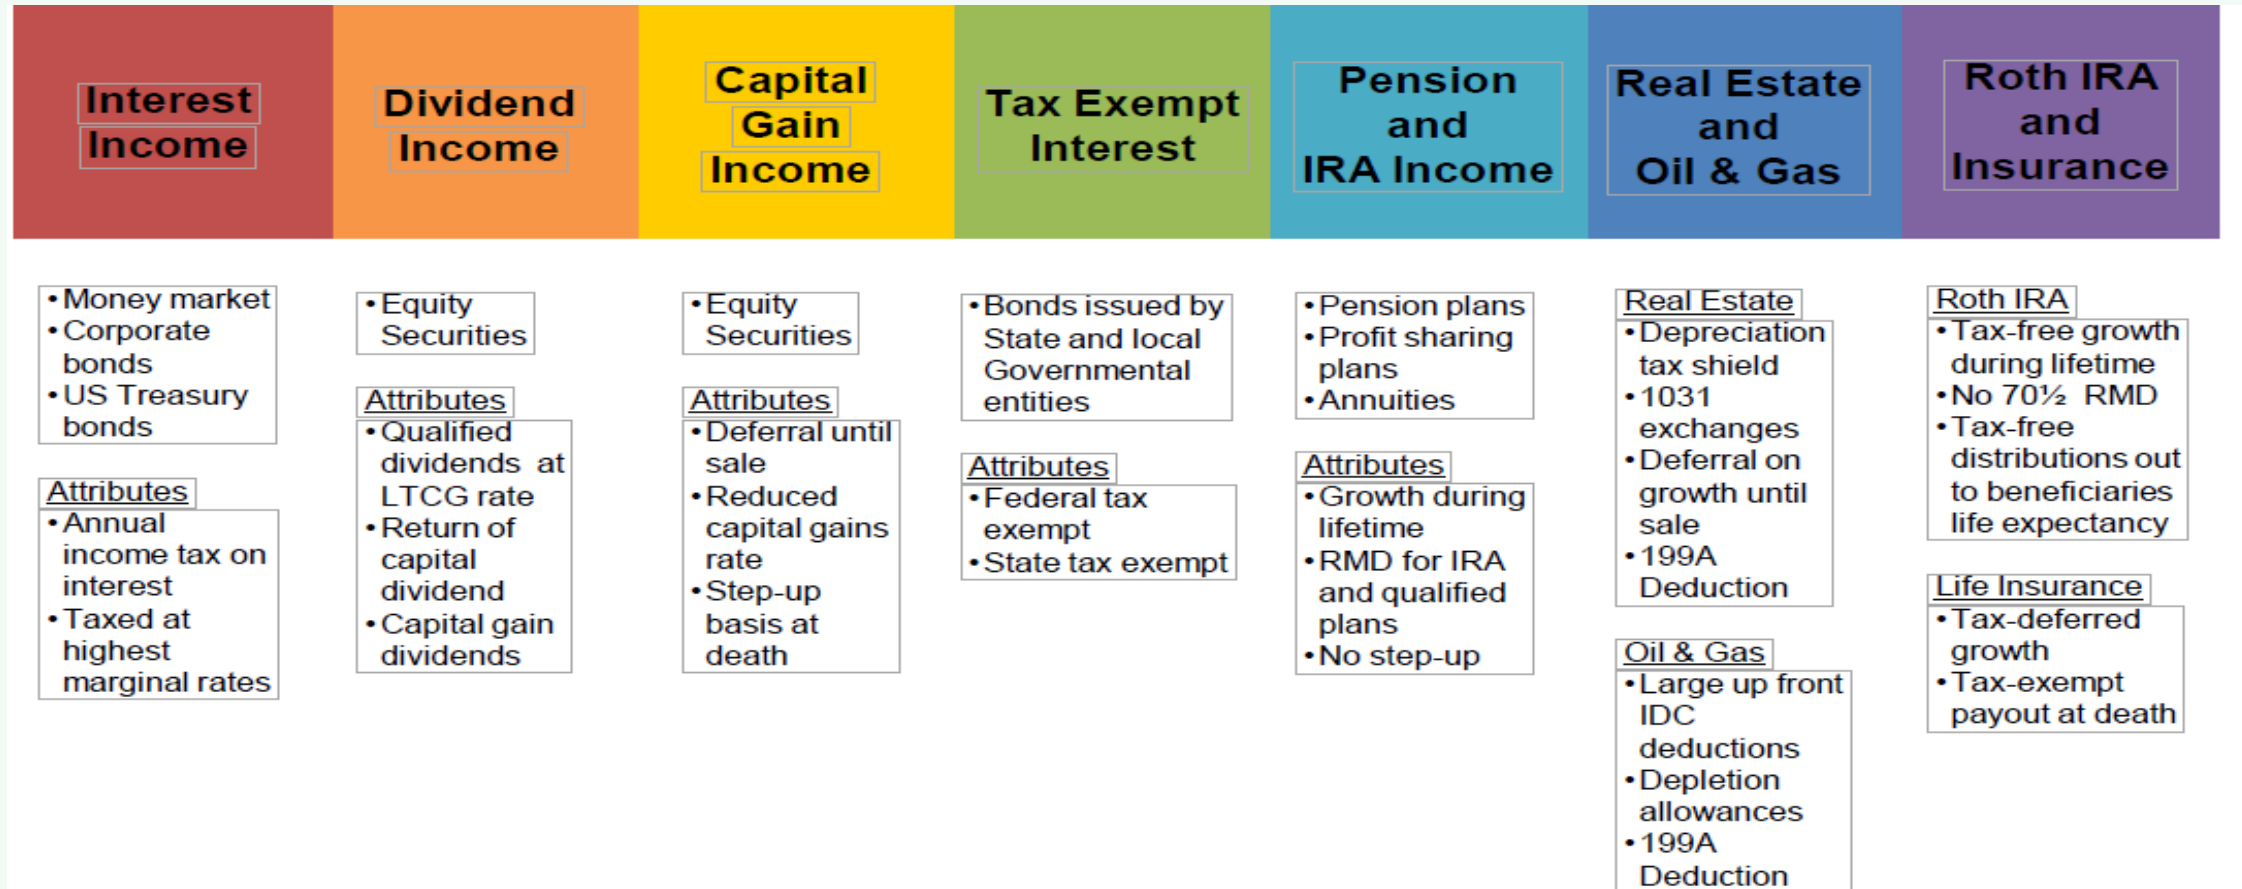 Interest
Income
Dividend
Income
Capital
Gain
Income
Tax Exempt
Interest
Pension
and
IRA Income
Real Estate
and
Oil & Gas
Roth IRA
and
Insurance
• Money market
• Corporate
bonds
• US Treasury
bonds
Attributes
• Annual
income tax on
interest
• Taxed at
highest
marginal rates
• Equity
Securities
Attributes
• Qualified
dividends at
LTCG rate
• Return of
capital
dividend
• Capital gain
dividends
• Equity
Securities
Attributes
• Deferral until
sale
• Reduced
capital gains
rate
• Step-up
basis at
death
• Bonds issued by
State and local
Governmental
entities
Attributes
• Federal tax
exempt
• State tax exempt
• Pension plans
• Profit sharing
plans
• Annuities
Attributes
• Growth during
lifetime
• RMD for IRA
and qualified
plans
• No step-up
Real Estate
• Depreciation
tax shield
• 1031
exchanges
• Deferral on
growth until
sale
• 199A
Deduction
Oil & Gas
• Large up front
IDC
deductions
• Depletion
allowances
• 199A
Deduction
Roth IRA
• Tax-free growth
during lifetime
• No 70½ RMD
• Tax-free
distributions out
to beneficiaries
life expectancy
Life Insurance
• Tax-deferred
growth
• Tax-exempt
payout at death